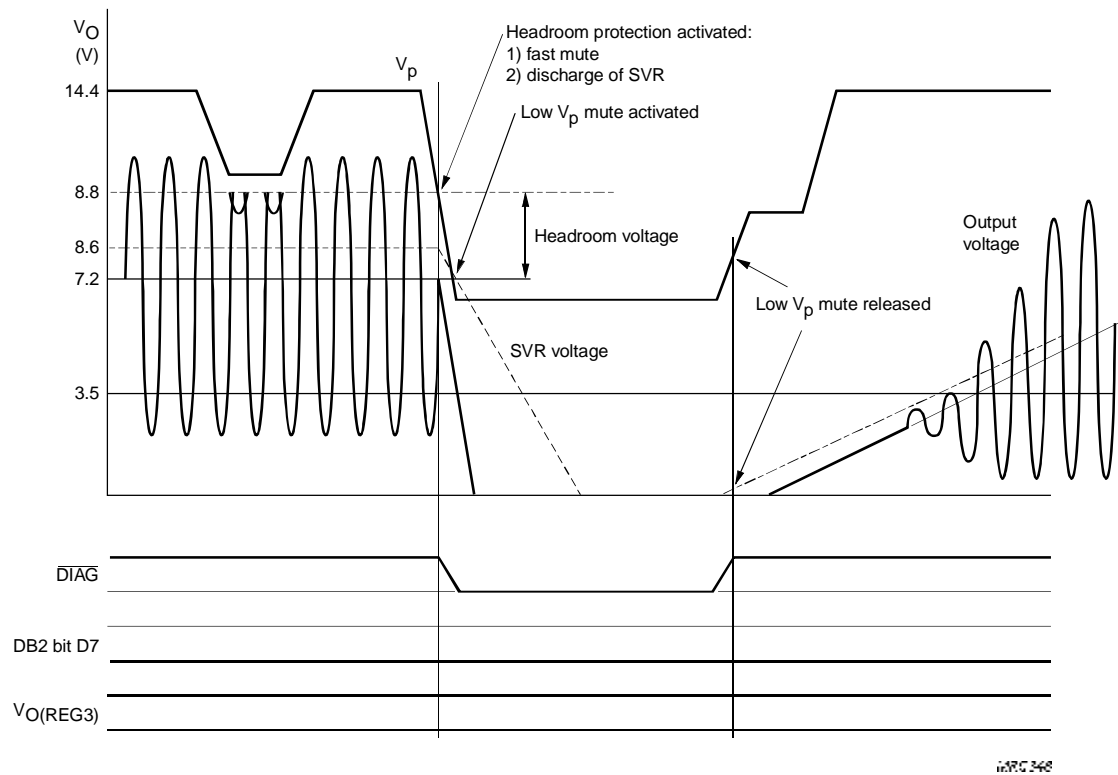 VO
(V)
Vp
Headroom protection activated:
1) fast mute
2) discharge of SVR
14.4
Low Vp mute activated
8.8
Headroom voltage
8.6
7.2
Output
voltage
Low Vp mute released
SVR voltage
3.5
DIAG
DB2 bit D7
VO(REG3)